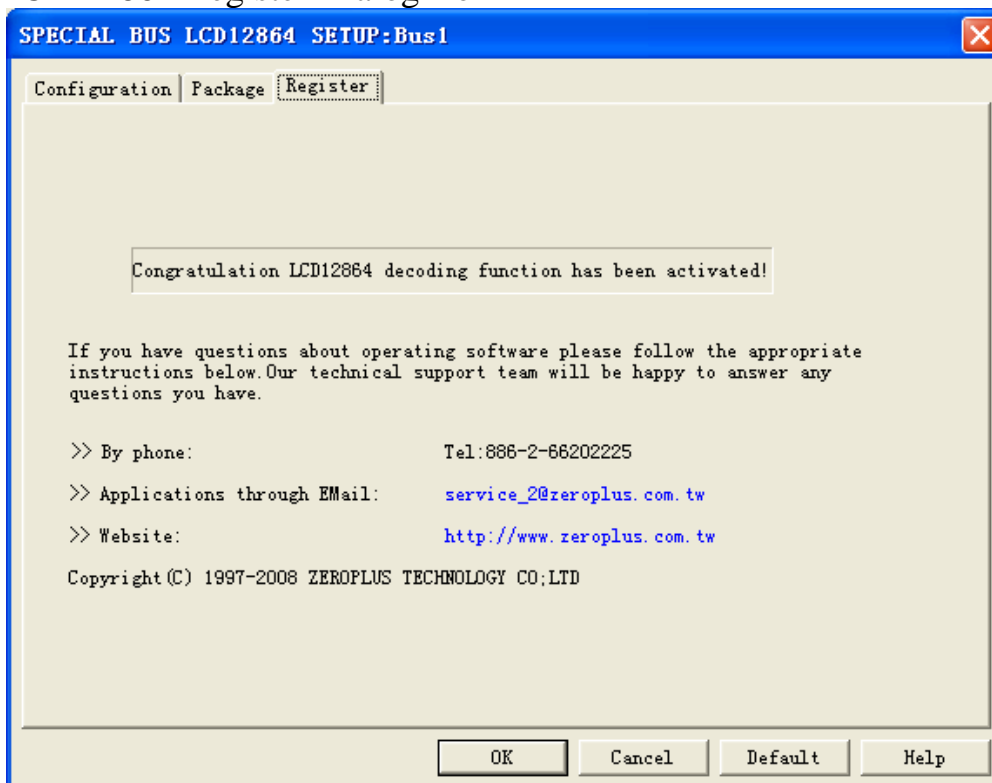 SPECIAL BUS LCD12864 SETUP:Bus1
Configuration Package Register
Congratulation LCD12864 decoding function has been activated!
If you have questions about operating software please follow the appropriate
instructions below.Our technical support team will be happy to answer any
questions you have.
>> By phone: Tel:886-2-66202225
>> Applications through EMail: service_2@zeroplus.com.tw
>> Website: http://www.zeroplus.com.tw
Copyright(C) 1997-2008 ZEROPLUS TECHNOLOGY CO;LTD
OK Cancel Default Help